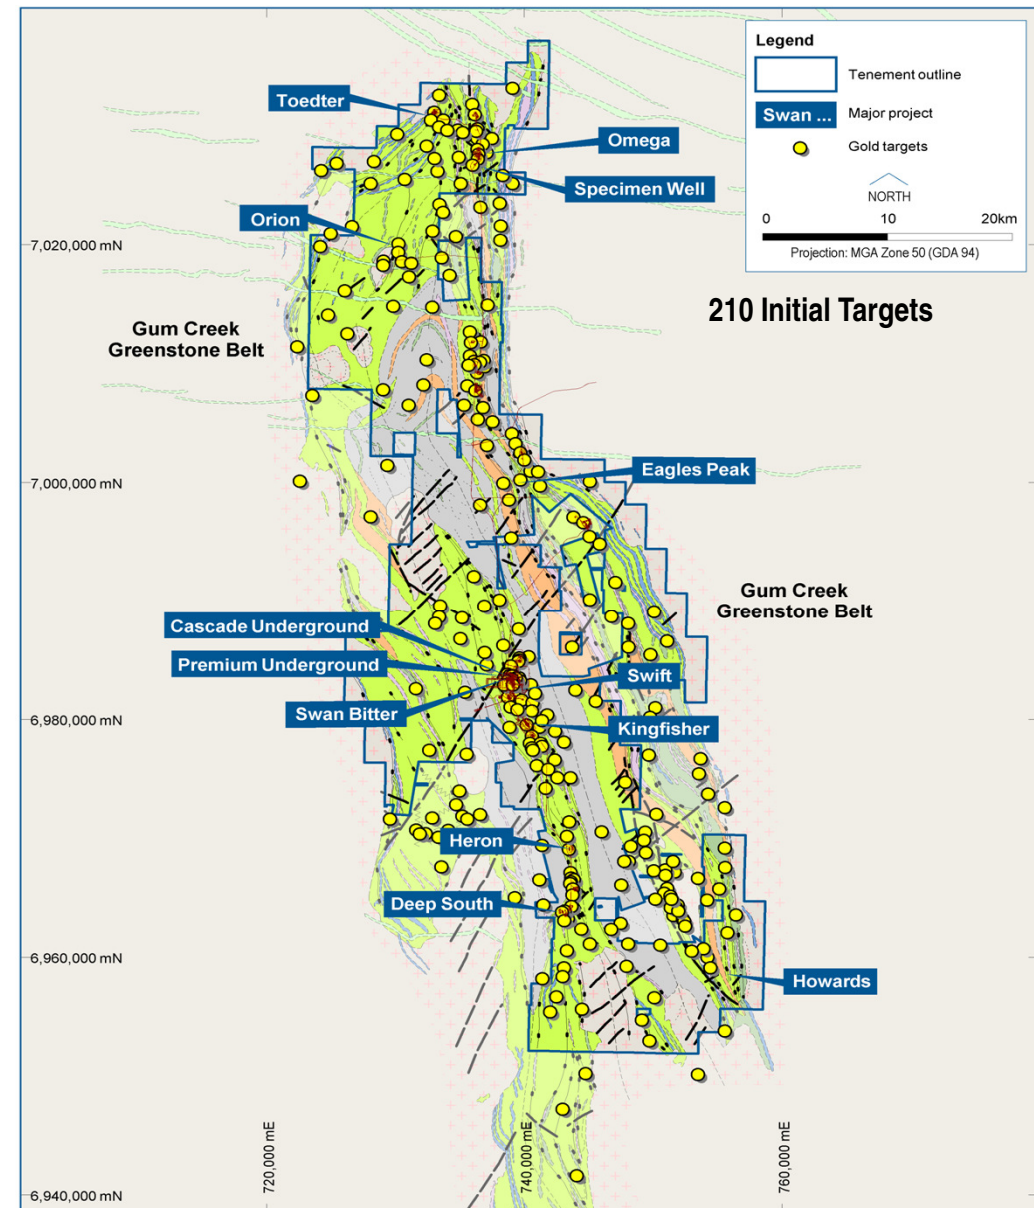 Legend
Tenement outline
Swan ...
Major project
Gold targets
NORTH
0
10
20km
Projection: MGA Zone 50 (GDA 94)
210 Initial Targets
Toedter
Omega
Specimen Well
Orion
7,020,000 mN
Gum Creek
Greenstone Belt
Eagles Peak
7,000,000 mN
Gum Creek
Greenstone Belt
Cascade Underground
Premium Underground
Swift
Swan Bitter
6,980,000 mN
Kingfisher
Heron
Deep South
6,960,000 mN
Howards
720,000 mE
740,000 mE
760,000 mE
6,940,000 mN